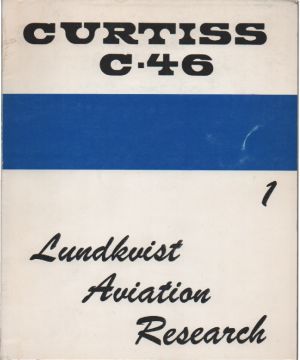 CURTISS
C-46
1
Lundkvist
Aviation
Research